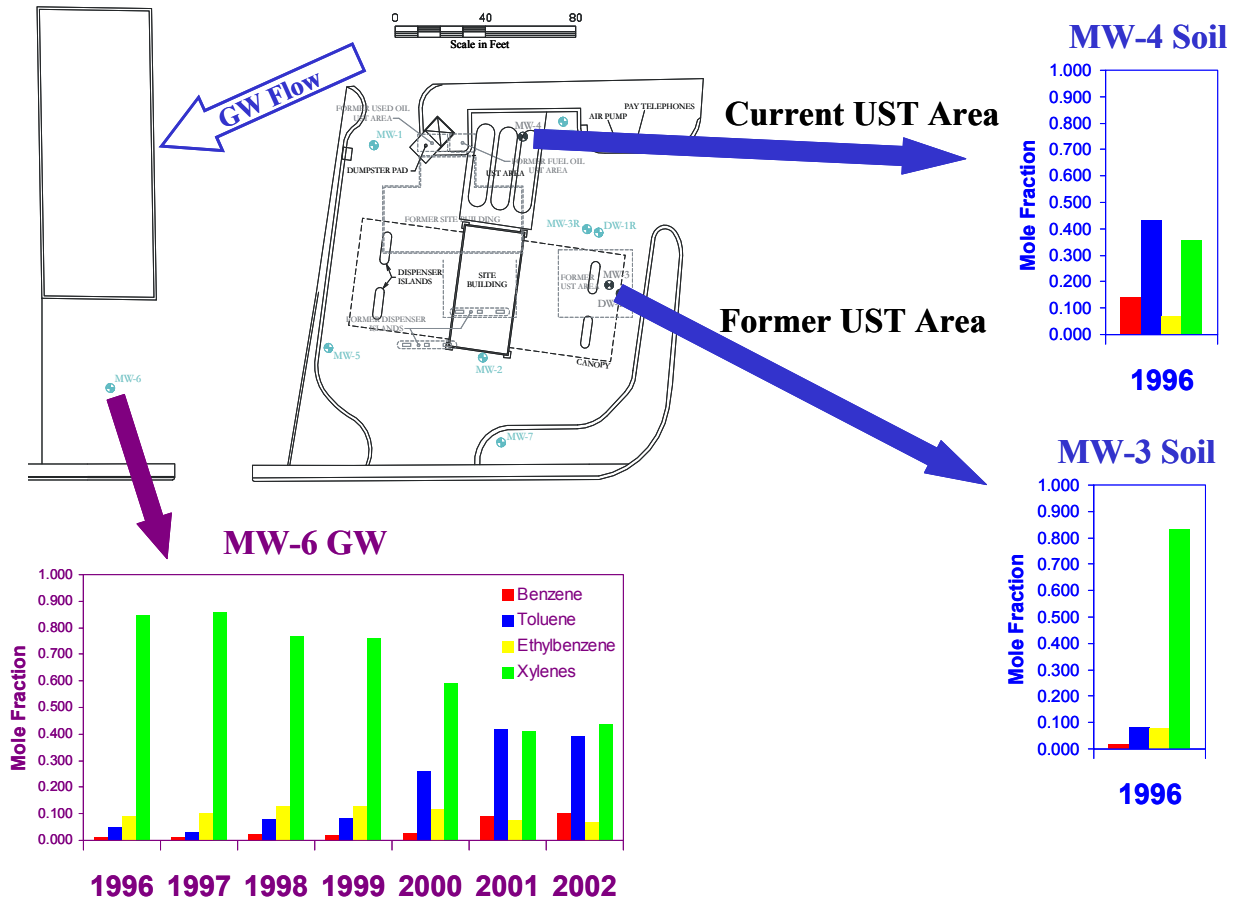 0 40 80
Scale in Feet
GW Flow
FORMER USED OIL
UST AREA
MW-1
DUMPSTER PAD
MW-4
FORMER FUEL OIL
UST AREA
UST AREA
AIR PUMP
PAY TELEPHONES
FORMER SITE BUILDING
MW-3R
DW-1R
DISPENSER
ISLANDS
SITE
BUILDING
FORMER
UST AREA
MW-3
DW
FORMER DISPENSER
ISLANDS
MW-5
MW-2
CANOPY
MW-6
MW-7
Current UST Area
Former UST Area
MW-4 Soil
Mole Fraction
1.000
0.900
0.800
0.700
0.600
0.500
0.400
0.300
0.200
0.100
0.000
1996
MW-3 Soil
Mole Fraction
1.000
0.900
0.800
0.700
0.600
0.500
0.400
0.300
0.200
0.100
0.000
1996
MW-6 GW
Mole Fraction
1.000
0.900
0.800
0.700
0.600
0.500
0.400
0.300
0.200
0.100
0.000
Benzene
Toluene
Ethylbenzene
Xylenes
1996 1997 1998 1999 2000 2001 2002